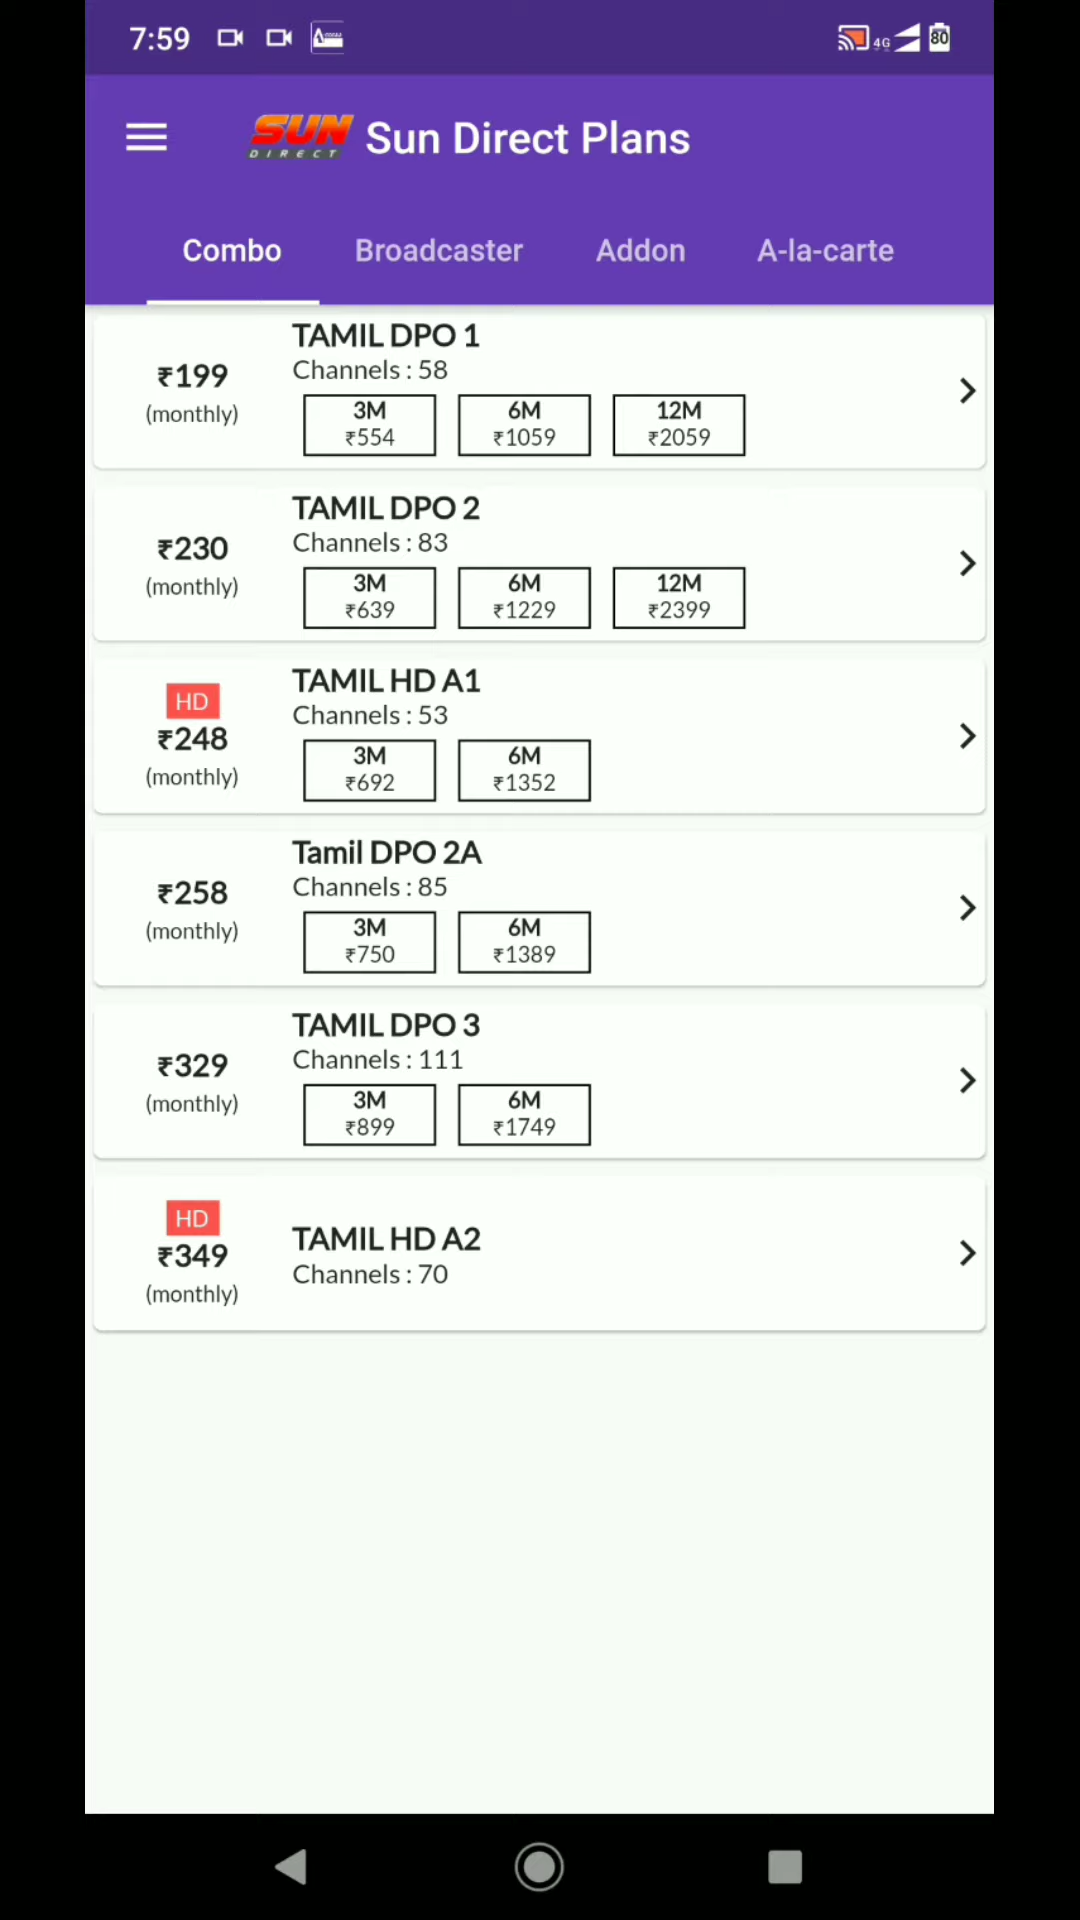 7:59
4G
80
SUN
DIRECT
Sun Direct Plans
Combo
Broadcaster
Addon
A-la-carte
₹199
(monthly)
TAMIL DPO 1
Channels : 58
3M
₹554
6M
₹1059
12M
₹2059
₹230
(monthly)
TAMIL DPO 2
Channels : 83
3M
₹639
6M
₹1229
12M
₹2399
HD
₹248
(monthly)
TAMIL HD A1
Channels : 53
3M
₹692
6M
₹1352
₹258
(monthly)
Tamil DPO 2A
Channels : 85
3M
₹750
6M
₹1389
₹329
(monthly)
TAMIL DPO 3
Channels : 111
3M
₹899
6M
₹1749
HD
₹349
(monthly)
TAMIL HD A2
Channels : 70